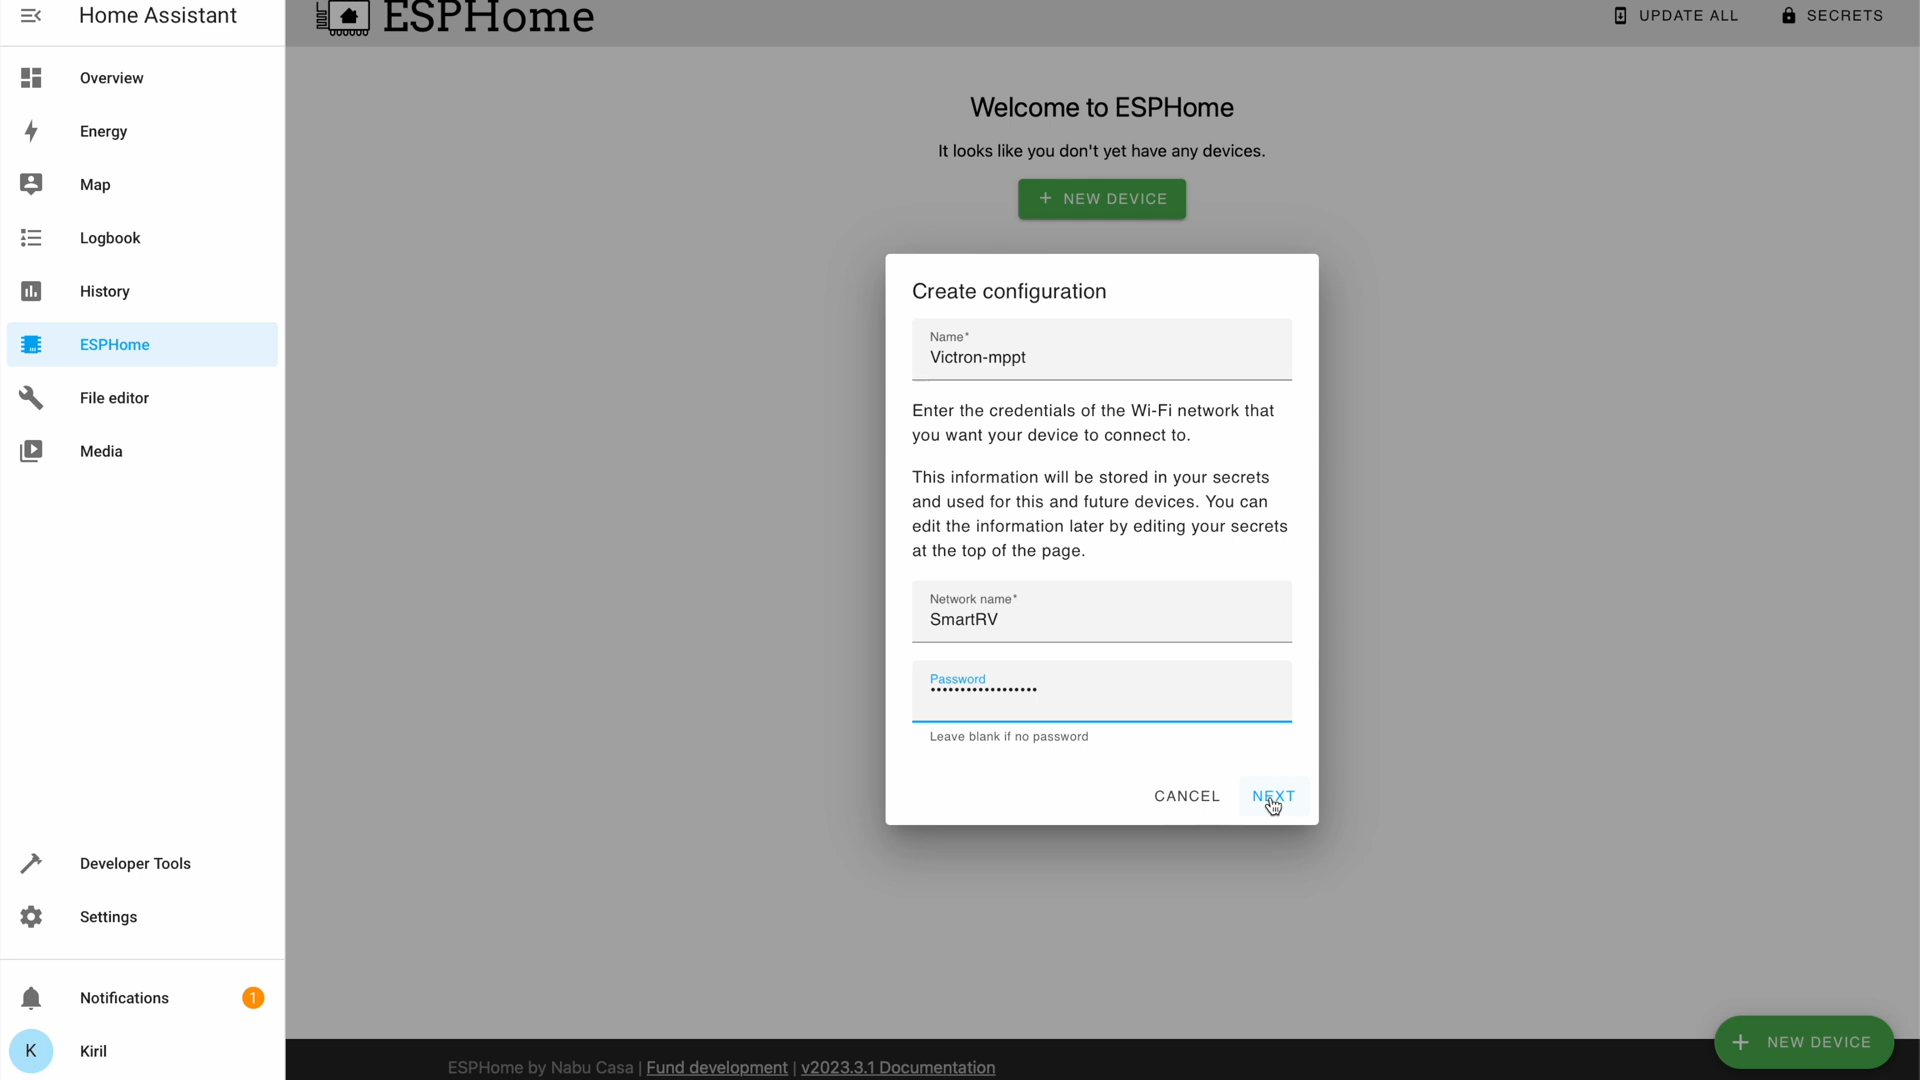 Home Assistant
ESPHome
UPDATE ALL
SECRETS
Overview
Energy
Map
Logbook
History
ESPHome
File editor
Media
Developer Tools
Settings
Notifications
1
K
Kiril
Welcome to ESPHome
It looks like you don't yet have any devices.
+ NEW DEVICE
Create configuration
Name*
Victron-mppt
Enter the credentials of the Wi-Fi network that
you want your device to connect to.
This information will be stored in your secrets
and used for this and future devices. You can
edit the information later by editing your secrets
at the top of the page.
Network name*
SmartRV
Password
••••••••••••••••••
Leave blank if no password
CANCEL
NEXT
+ NEW DEVICE
ESPHome by Nabu Casa | Fund development | v2023.3.1 Documentation